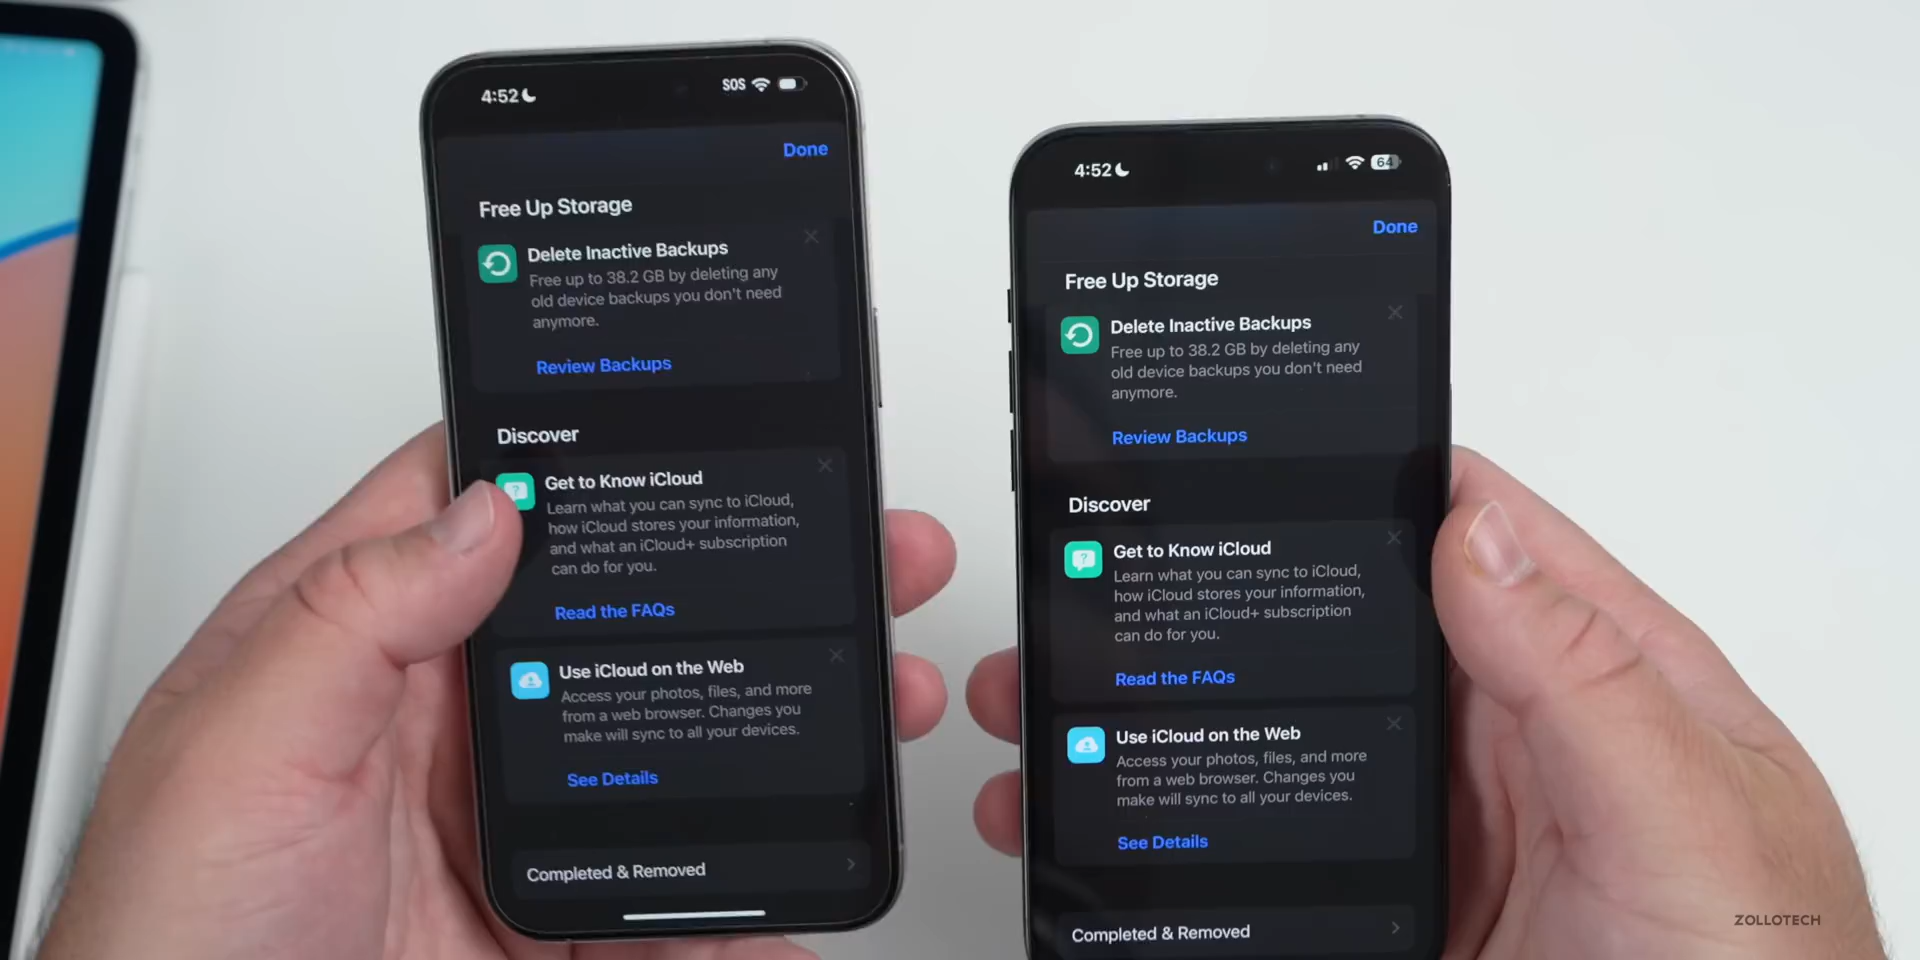 4:52
SOS
Done
Free Up Storage
Delete Inactive Backups
Free up to 38.2 GB by deleting any
old device backups you don't need
anymore.
Review Backups
Discover
Get to Know iCloud
Learn what you can sync to iCloud,
how iCloud stores your information,
and what an iCloud+ subscription
can do for you.
Read the FAQs
Use iCloud on the Web
Access your photos, files, and more
from a web browser. Changes you
make will sync to all your devices.
See Details
Completed & Removed
4:52
64
Done
Free Up Storage
Delete Inactive Backups
Free up to 38.2 GB by deleting any
old device backups you don't need
anymore.
Review Backups
Discover
Get to Know iCloud
Learn what you can sync to iCloud,
how iCloud stores your information,
and what an iCloud+ subscription
can do for you.
Read the FAQs
Use iCloud on the Web
Access your photos, files, and more
from a web browser. Changes you
make will sync to all your devices.
See Details
Completed & Removed
ZOLLOTECH